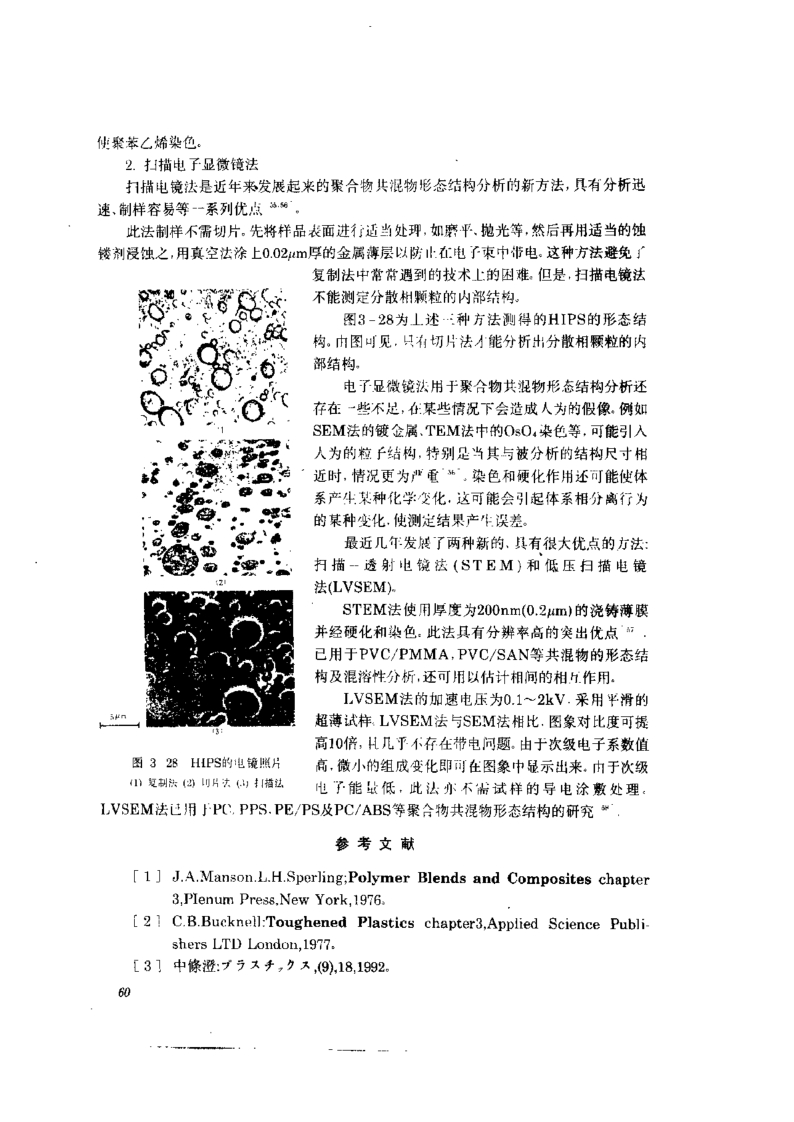 使聚苯乙烯染色。
2. 扫描电子显微镜法
扫描电镜法是近年来发展起来的聚合物共混物形态结构分析的新方法，具有分析迅
速、制样容易等一系列优点 55.56 。
此法制样不需切片。先将样品表面进行适当处理，如磨平、抛光等，然后再用适当的蚀
镂剂浸蚀之，用真空法涂上0.02μm厚的金属薄层以防止在电子束中带电。这种方法避免了
复制法中常常遇到的技术上的困难。但是，扫描电镜法
不能测定分散相颗粒的内部结构。
图3-28为上述三种方法测得的HIPS的形态结
构。由图可见，只有切片法才能分析出分散相颗粒的内
部结构。
电子显微镜法用于聚合物共混物形态结构分析还
存在一些不足，在某些情况下会造成人为的假像。例如
SEM法的镀金属、TEM法中的OsO₄染色等，可能引入
人为的粒子结构，特别是当其与被分析的结构尺寸相
近时，情况更为严重 。染色和硬化作用还可能使体
系产生某种化学变化，这可能会引起体系相分离行为
的某种变化，使测定结果产生误差。
最近几年发展了两种新的、具有很大优点的方法：
扫描—透射电镜法(STEM)和低压扫描电镜
法(LVSEM)。
STEM法使用厚度为200nm(0.2μm)的浇铸薄膜
并经硬化和染色。此法具有分辨率高的突出优点 57 ，
已用于PVC/PMMA，PVC/SAN等共混物的形态结
构及混溶性分析，还可用以估计相间的相互作用。
LVSEM法的加速电压为0.1～2kV，采用平滑的
超薄试样。LVSEM法与SEM法相比，图象对比度可提
高10倍，且几乎不存在带电问题。由于次级电子系数值
高，微小的组成变化即可在图象中显示出来。由于次级
电子能量低，此法亦不需试样的导电涂敷处理。
LVSEM法已用于PC、PPS、PE/PS及PC/ABS等聚合物共混物形态结构的研究 。
(1)
(2)
5μm
(3)
图 3 28 HIPS的电镜照片
(1) 复制法 (2) 切片法 (3) 扫描法
参 考 文 献
[1] J.A.Manson.L.H.Sperling;Polymer Blends and Composites chapter
3,Plenum Press,New York,1976。
[2] C.B.Bucknell:Toughened Plastics chapter3,Applied Science Publi-
shers LTD London,1977。
[3] 中條澄:プラスチックス,(9),18,1992。
60